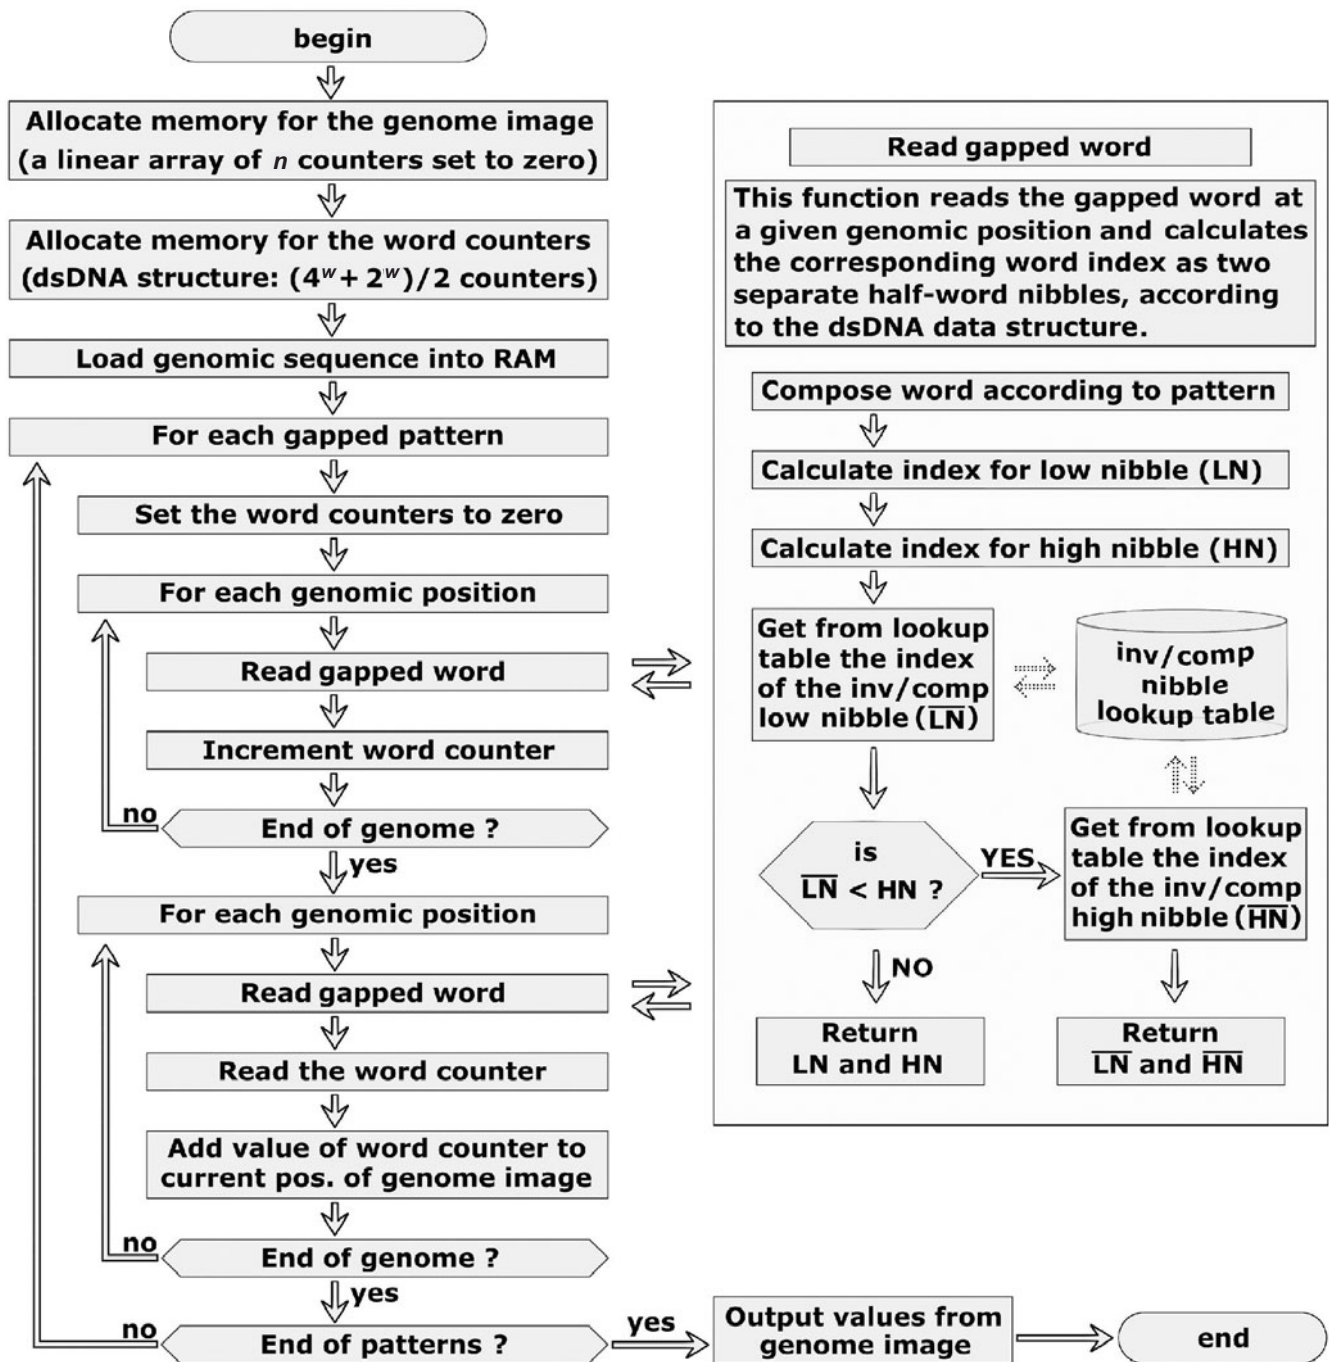 begin
Allocate memory for the genome image
(a linear array of n counters set to zero)
Allocate memory for the word counters
(dsDNA structure: (4^w + 2^w)/2 counters)
Load genomic sequence into RAM
For each gapped pattern
Set the word counters to zero
For each genomic position
Read gapped word
Increment word counter
no
End of genome ?
yes
For each genomic position
Read gapped word
Read the word counter
Add value of word counter to
current pos. of genome image
no
End of genome ?
yes
no
End of patterns ?
yes
Output values from
genome image
end
Read gapped word
This function reads the gapped word at
a given genomic position and calculates
the corresponding word index as two
separate half-word nibbles, according
to the dsDNA data structure.
Compose word according to pattern
Calculate index for low nibble (LN)
Calculate index for high nibble (HN)
Get from lookup
table the index
of the inv/comp
low nibble (L̅N̅)
inv/comp
nibble
lookup table
is
L̅N̅ < HN ?
YES
Get from lookup
table the index
of the inv/comp
high nibble (H̅N̅)
NO
Return
LN and HN
Return
L̅N̅ and H̅N̅